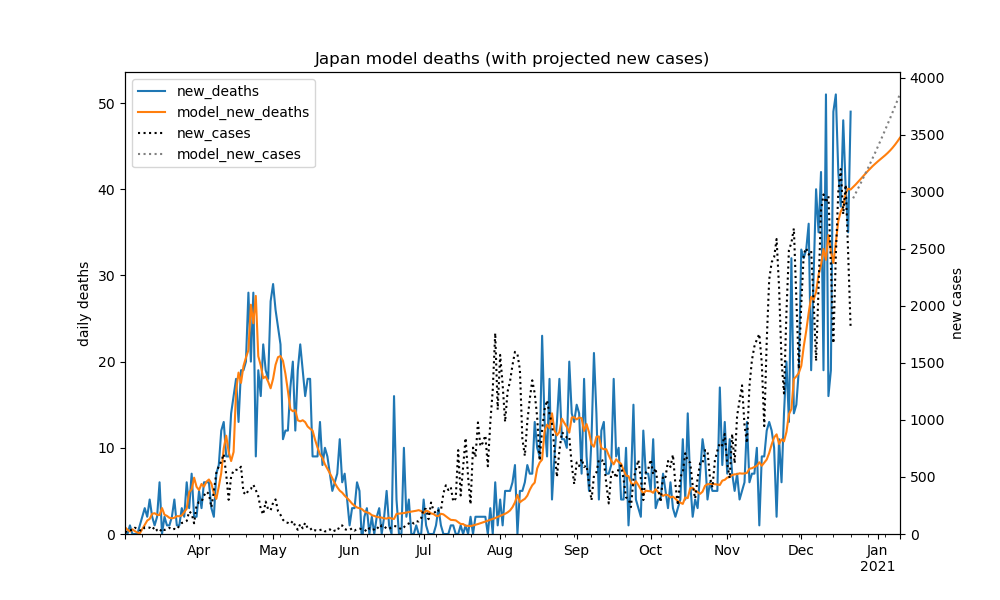 Japan model deaths (with projected new cases)
new_deaths
model_new_deaths
new_cases
model_new_cases
daily deaths
new cases
50
40
30
20
10
0
4000
3500
3000
2500
2000
1500
1000
500
0
Apr May Jun Jul Aug Sep Oct Nov Dec Jan
2021